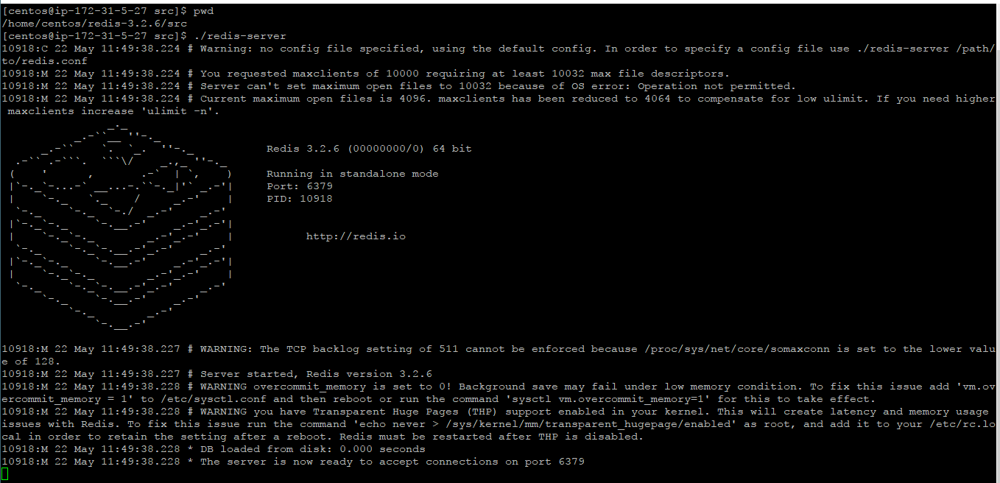 [centos@ip-172-31-5-27 src]$ pwd
/home/centos/redis-3.2.6/src
[centos@ip-172-31-5-27 src]$ ./redis-server
10918:C 22 May 11:49:38.224 # Warning: no config file specified, using the default config. In order to specify a config file use ./redis-server /path/
to/redis.conf
10918:M 22 May 11:49:38.224 # You requested maxclients of 10000 requiring at least 10032 max file descriptors.
10918:M 22 May 11:49:38.224 # Server can't set maximum open files to 10032 because of OS error: Operation not permitted.
10918:M 22 May 11:49:38.224 # Current maximum open files is 4096. maxclients has been reduced to 4064 to compensate for low ulimit. If you need higher
maxclients increase 'ulimit -n'.
Redis 3.2.6 (00000000/0) 64 bit
Running in standalone mode
Port: 6379
PID: 10918
http://redis.io
10918:M 22 May 11:49:38.227 # WARNING: The TCP backlog setting of 511 cannot be enforced because /proc/sys/net/core/somaxconn is set to the lower valu
e of 128.
10918:M 22 May 11:49:38.227 # Server started, Redis version 3.2.6
10918:M 22 May 11:49:38.228 # WARNING overcommit_memory is set to 0! Background save may fail under low memory condition. To fix this issue add 'vm.ov
ercommit_memory = 1' to /etc/sysctl.conf and then reboot or run the command 'sysctl vm.overcommit_memory=1' for this to take effect.
10918:M 22 May 11:49:38.228 # WARNING you have Transparent Huge Pages (THP) support enabled in your kernel. This will create latency and memory usage
issues with Redis. To fix this issue run the command 'echo never > /sys/kernel/mm/transparent_hugepage/enabled' as root, and add it to your /etc/rc.lo
cal in order to retain the setting after a reboot. Redis must be restarted after THP is disabled.
10918:M 22 May 11:49:38.228 * DB loaded from disk: 0.000 seconds
10918:M 22 May 11:49:38.228 * The server is now ready to accept connections on port 6379